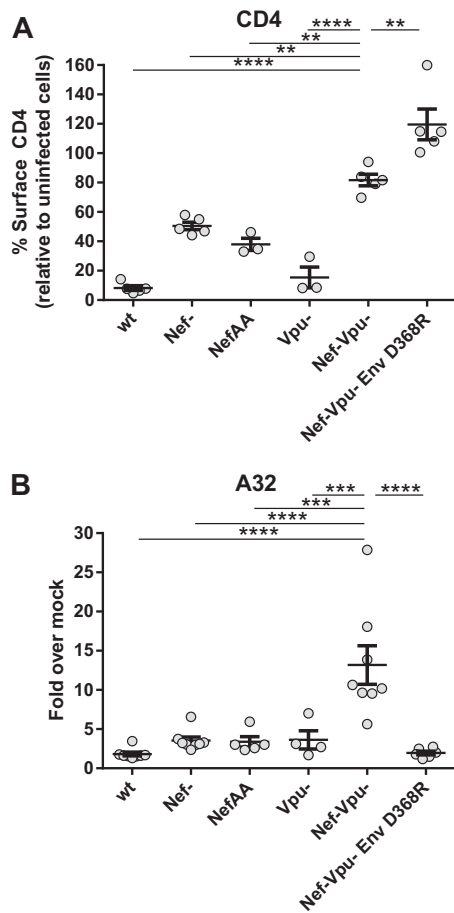 A
CD4
****
**
**
**
****
% Surface CD4
(relative to uninfected cells)
160
140
120
100
80
60
40
20
0
wt
Nef-
NefAA
Vpu-
Nef-Vpu-
Nef-Vpu- Env D368R
B
A32
***
****
***
****
****
Fold over mock
30
25
20
15
10
5
0
wt
Nef-
NefAA
Vpu-
Nef-Vpu-
Nef-Vpu- Env D368R